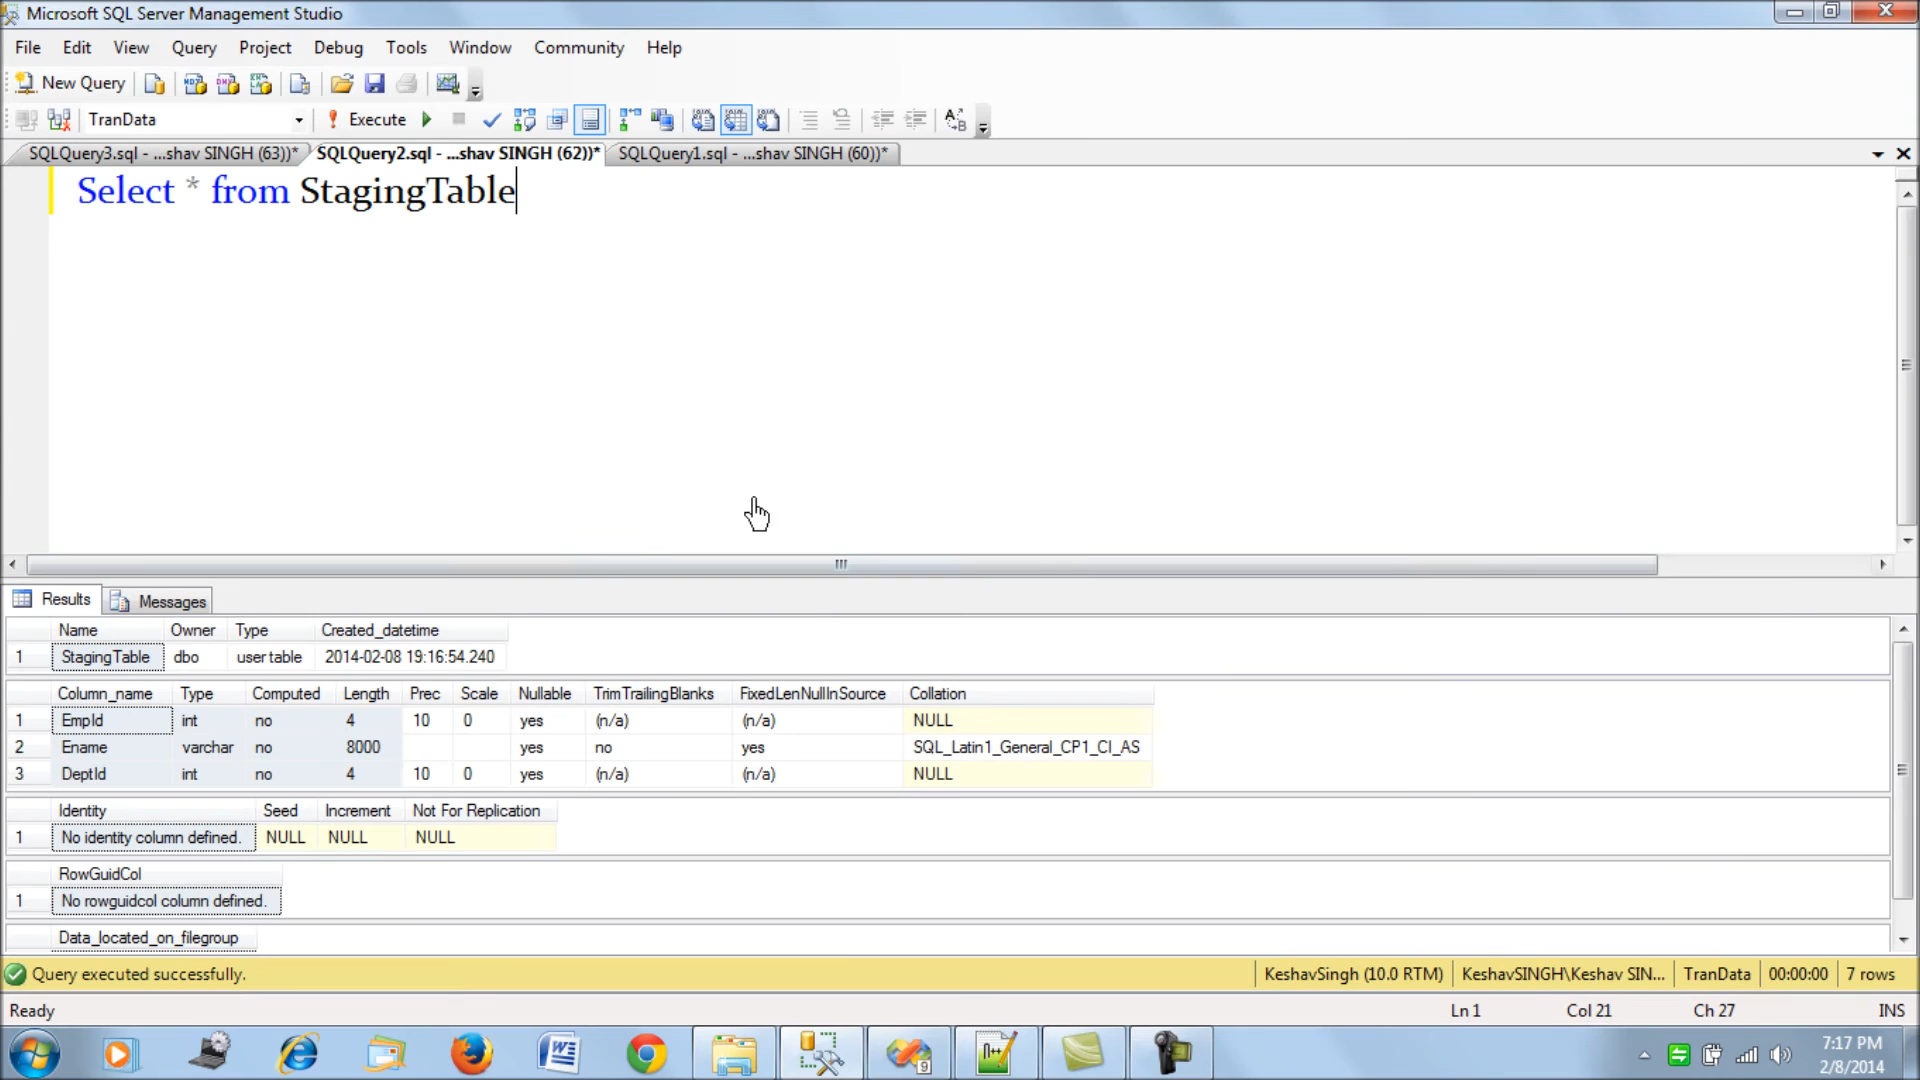 Microsoft SQL Server Management Studio
File Edit View Query Project Debug Tools Window Community Help
New Query
TranData Execute
SQLQuery3.sql - ...shav SINGH (63))* SQLQuery2.sql - ...shav SINGH (62))* SQLQuery1.sql - ...shav SINGH (60))*
Select * from StagingTable
Results Messages
Name Owner Type Created_datetime
1 StagingTable dbo user table 2014-02-08 19:16:54.240
Column_name Type Computed Length Prec Scale Nullable TrimTrailingBlanks FixedLenNullInSource Collation
1 EmpId int no 4 10 0 yes (n/a) (n/a) NULL
2 Ename varchar no 8000 yes no yes SQL_Latin1_General_CP1_CI_AS
3 DeptId int no 4 10 0 yes (n/a) (n/a) NULL
Identity Seed Increment Not For Replication
1 No identity column defined. NULL NULL NULL
RowGuidCol
1 No rowguidcol column defined.
Data_located_on_filegroup
Query executed successfully. KeshavSingh (10.0 RTM) KeshavSINGH\Keshav SIN... TranData 00:00:00 7 rows
Ready Ln 1 Col 21 Ch 27 INS
7:17 PM
2/8/2014